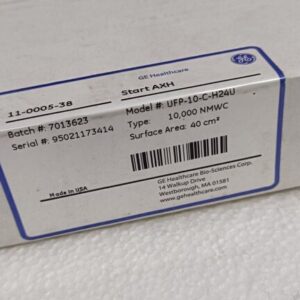 GE Healthcare
11-0005-38
Start AXH
Batch #: 7013623
Model #: UFP-10-C-H24U
Serial #: 95021173414
Type: 10,000 NMWC
Surface Area: 40 cm²
Made in USA
GE Healthcare Bio-Sciences Corp.
14 Walkup Drive
Westborough, MA 01581
www.gehealthcare.com